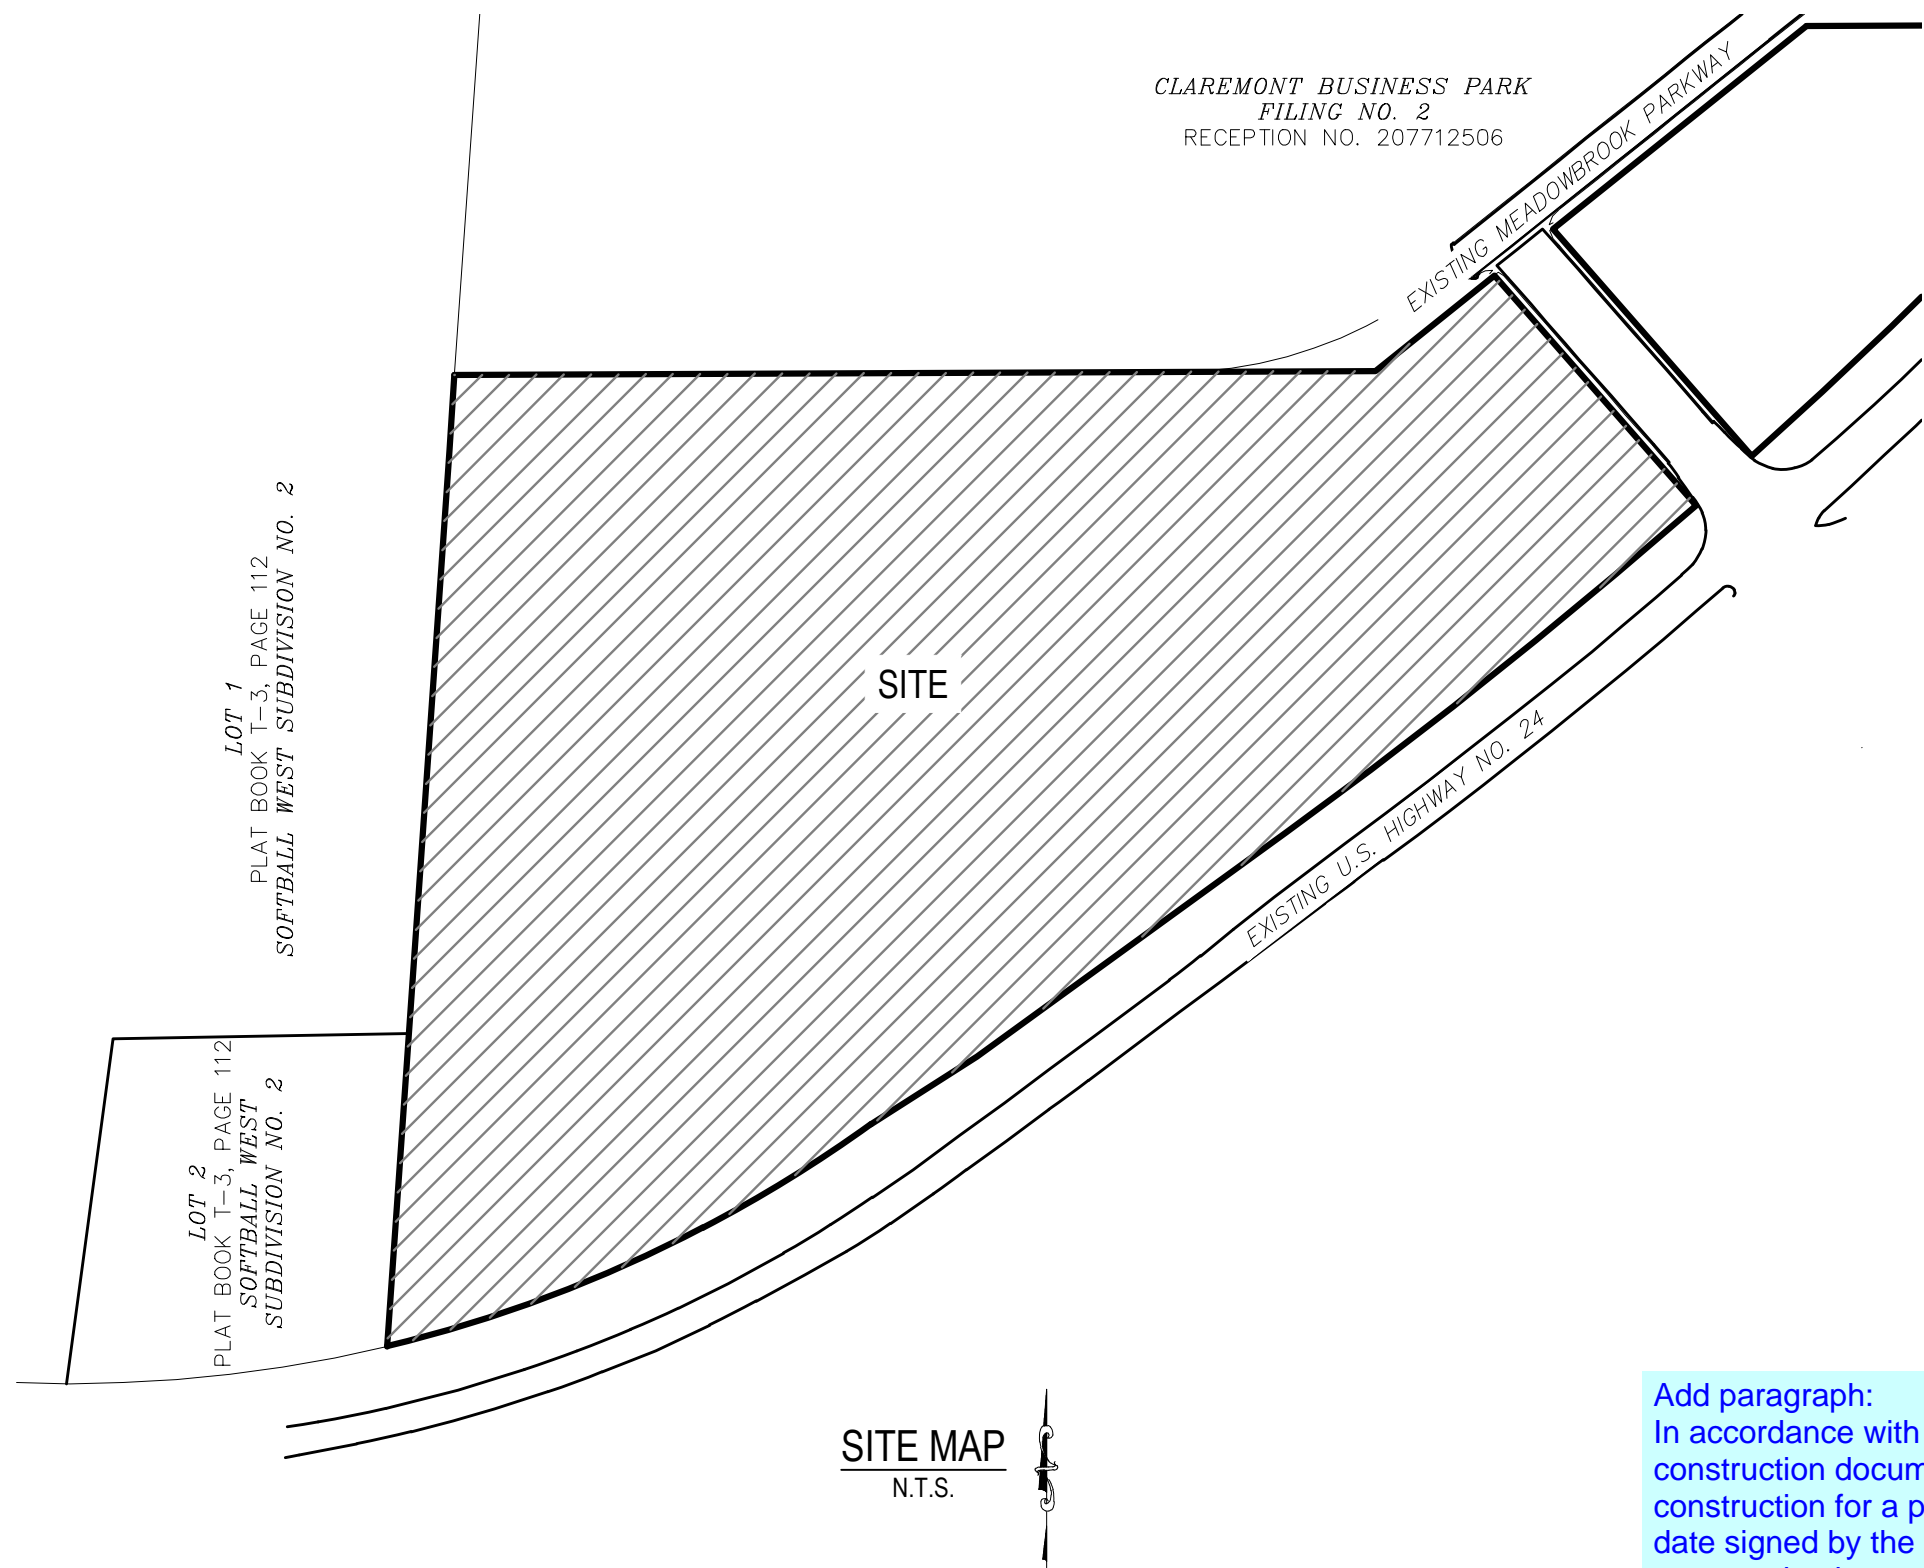 CLAREMONT BUSINESS PARK
FILING NO. 2
RECEPTION NO. 207712506
EXISTING MEADOWBROOK PARKWAY
LOT 1
PLAT BOOK T-3, PAGE 112
SOFTBALL WEST SUBDIVISION NO. 2
SITE
EXISTING U.S. HIGHWAY NO. 24
LOT 2
PLAT BOOK T-3, PAGE 112
SOFTBALL WEST
SUBDIVISION NO. 2
SITE MAP
N.T.S.
Add paragraph:
In accordance with
construction docum
construction for a p
date signed by the